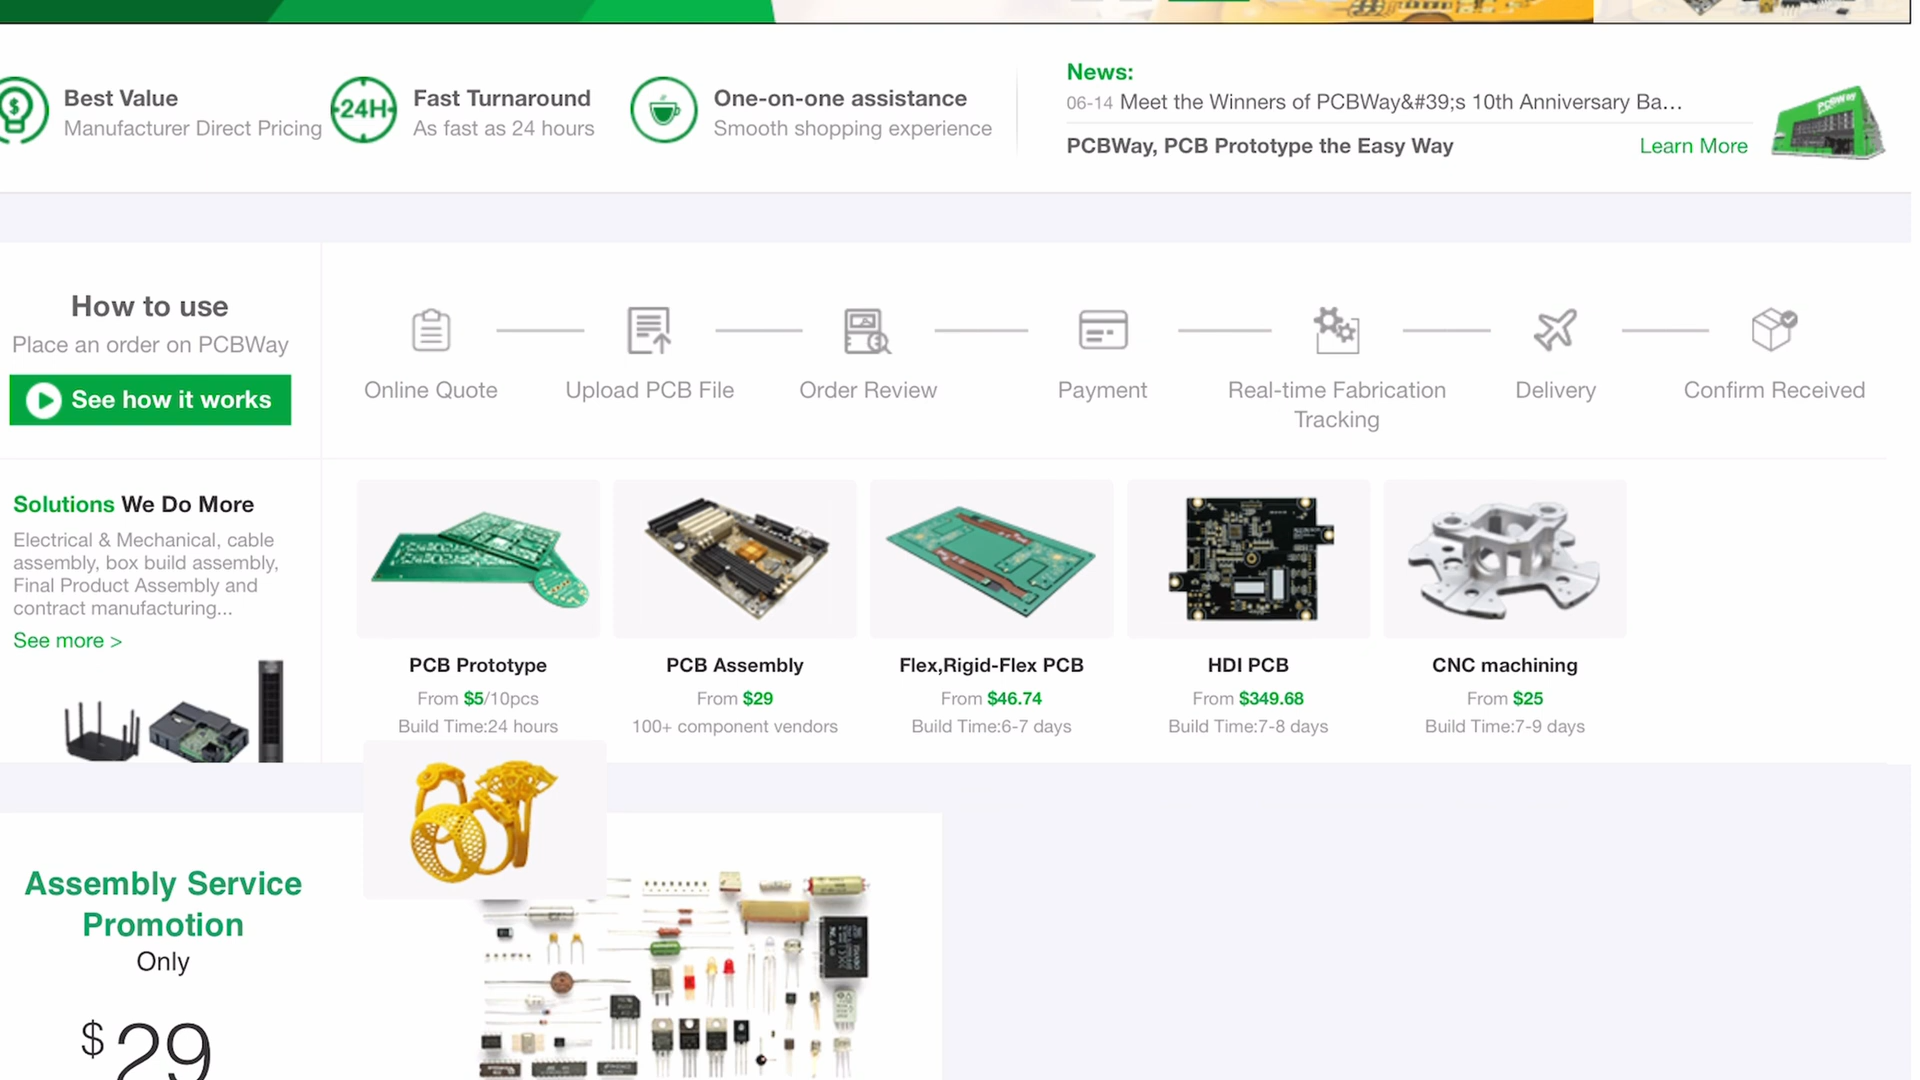 Best Value
Manufacturer Direct Pricing
24H
Fast Turnaround
As fast as 24 hours
One-on-one assistance
Smooth shopping experience
News:
06-14 Meet the Winners of PCBWay&#39;s 10th Anniversary Ba...
PCBWay, PCB Prototype the Easy Way
Learn More
PCBWay
How to use
Place an order on PCBWay
See how it works
Online Quote
Upload PCB File
Order Review
Payment
Real-time Fabrication
Tracking
Delivery
Confirm Received
Solutions We Do More
Electrical & Mechanical, cable
assembly, box build assembly,
Final Product Assembly and
contract manufacturing...
See more >
PCB Prototype
From $5/10pcs
Build Time:24 hours
PCB Assembly
From $29
100+ component vendors
Flex,Rigid-Flex PCB
From $46.74
Build Time:6-7 days
HDI PCB
From $349.68
Build Time:7-8 days
CNC machining
From $25
Build Time:7-9 days
Assembly Service
Promotion
Only
$29